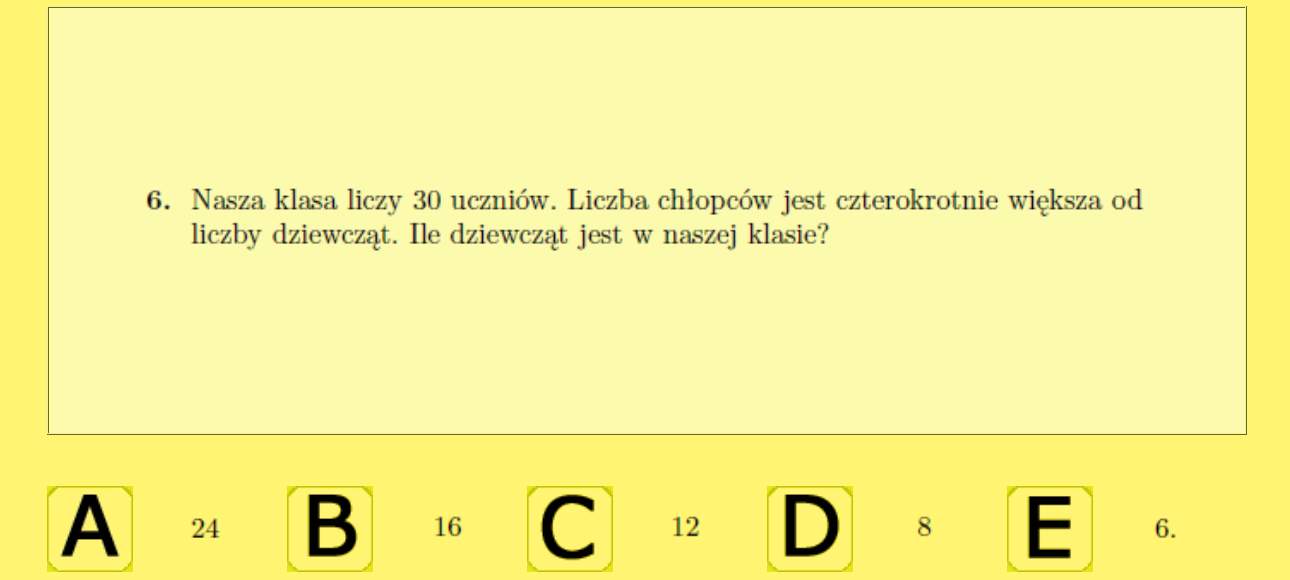 6. Nasza klasa liczy 30 uczniów. Liczba chłopców jest czterokrotnie większa od
liczby dziewcząt. Ile dziewcząt jest w naszej klasie?
A 24 B 16 C 12 D 8 E 6.